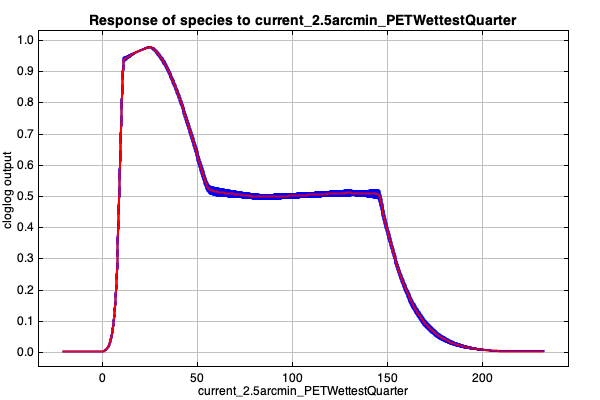 Response of species to current_2.5arcmin_PETWettestQuarter
1.0
0.9
0.8
0.7
0.6
0.5
0.4
0.3
0.2
0.1
0.0
cloglog output
0 50 100 150 200
current_2.5arcmin_PETWettestQuarter